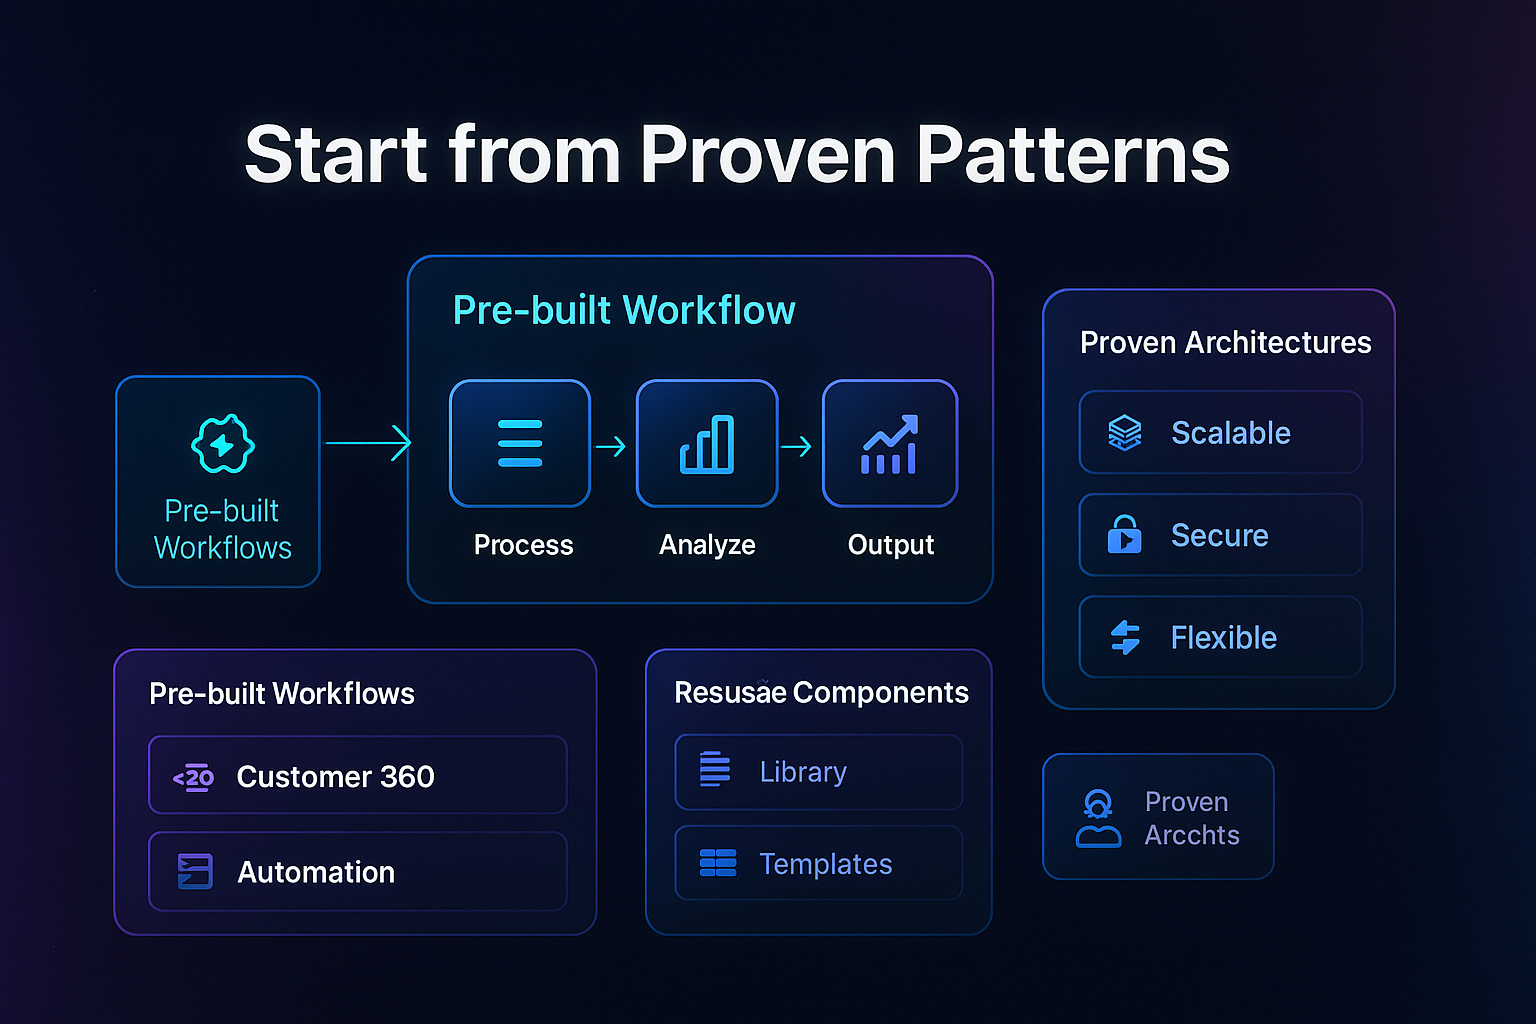 Start from Proven Patterns
Pre-built
Workflows
Pre-built Workflow
Process
Analyze
Output
Proven Architectures
Scalable
Secure
Flexible
Pre-built Workflows
<20
Customer 360
Automation
Resusae Components
Library
Templates
Proven
Arcchts